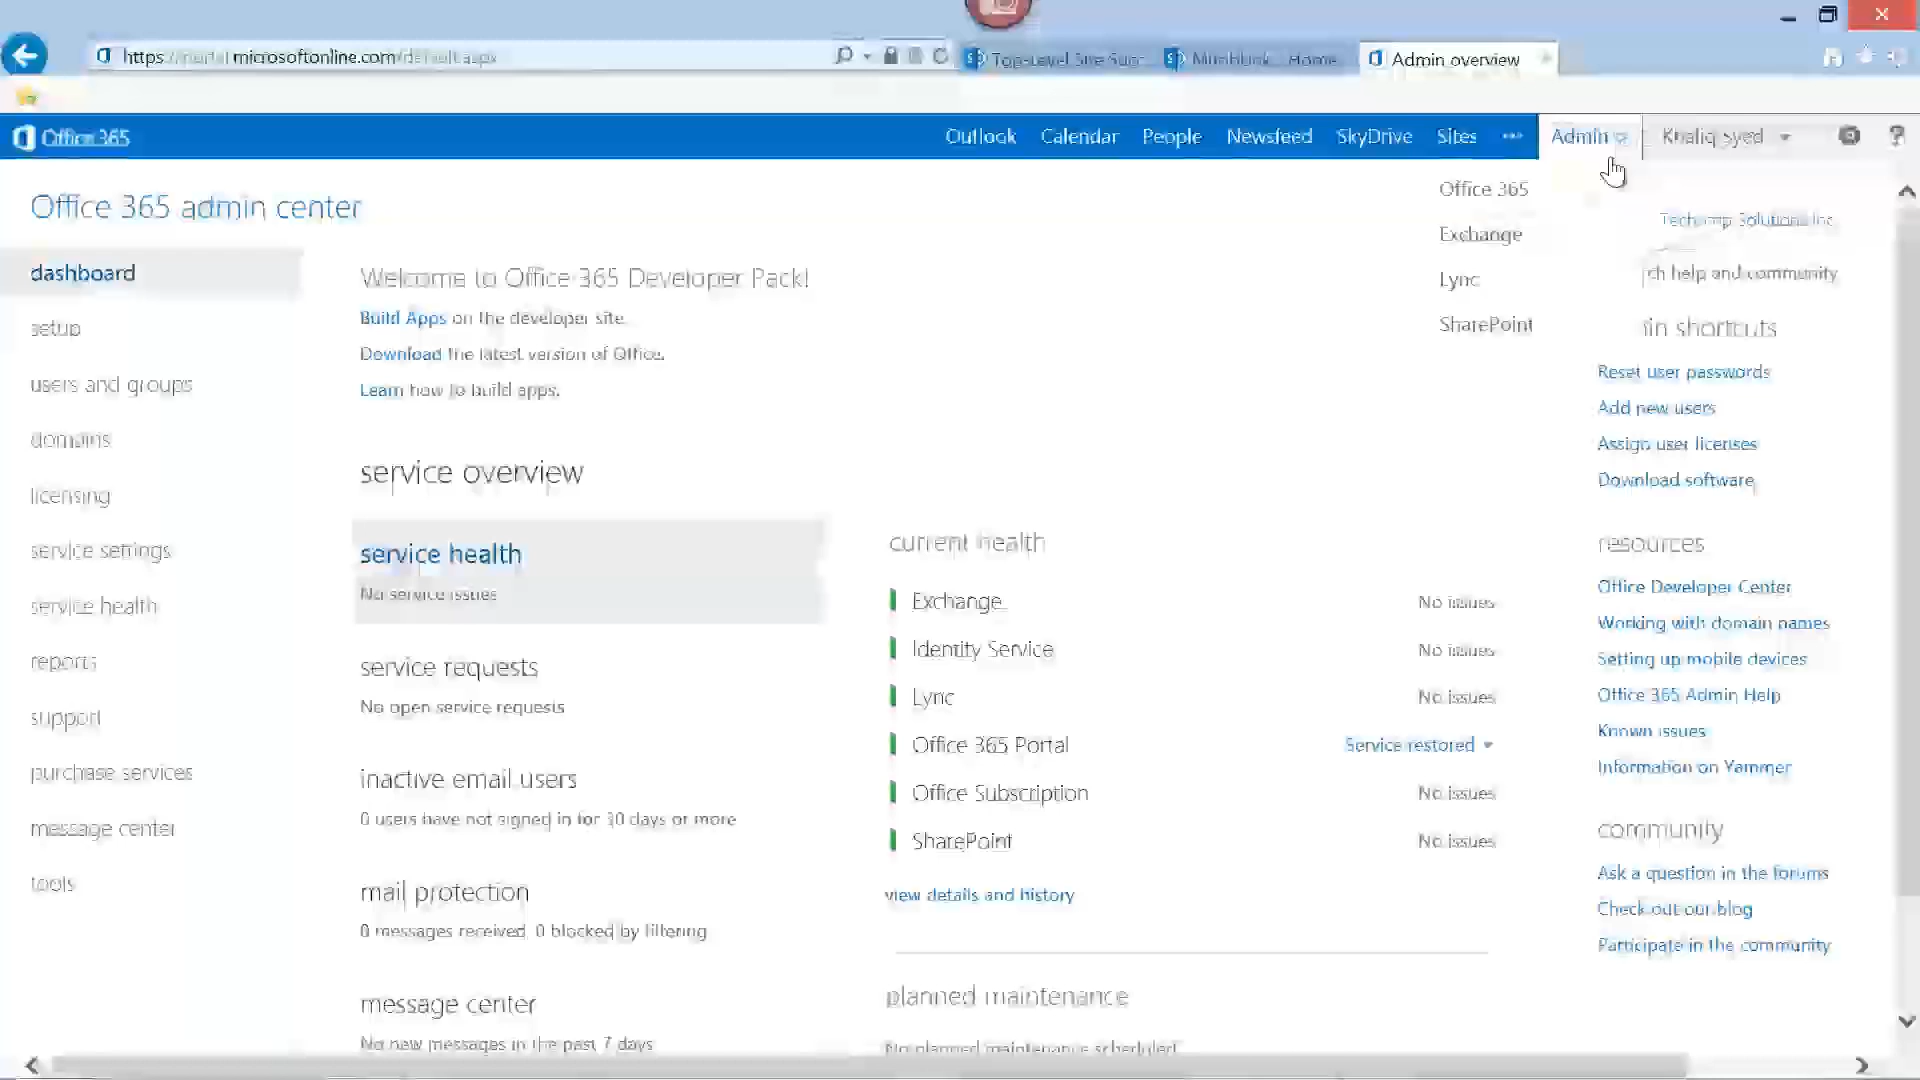 https://portal.microsoftonline.com/default.aspx
Top-Level Site Succ
Home
Admin overview
Office 365
Outlook
Calendar
People
Newsfeed
SkyDrive
Sites
•••
Admin
Khaliq Syed
?
Office 365
Exchange
Lync
SharePoint
Office 365 admin center
dashboard
setup
users and groups
domains
licensing
service settings
service health
reports
support
purchase services
message center
tools
Welcome to Office 365 Developer Pack!
Build Apps on the developer site.
Download the latest version of Office.
Learn how to build apps.
service overview
service health
No service issues
service requests
No open service requests
inactive email users
0 users have not signed in for 30 days or more
mail protection
0 messages received, 0 blocked by filtering
message center
No new messages in the past 7 days
current health
Exchange No issues
Identity Service No issues
Lync No issues
Office 365 Portal Service restored
Office Subscription No issues
SharePoint No issues
view details and history
planned maintenance
No planned maintenance scheduled
Solutions Inc
ch help and community
in shortcuts
Reset user passwords
Add new users
Assign user licenses
Download software
resources
Office Developer Center
Working with domain names
Setting up mobile devices
Office 365 Admin Help
Known issues
Information on Yammer
community
Ask a question in the forums
Check out our blog
Participate in the community